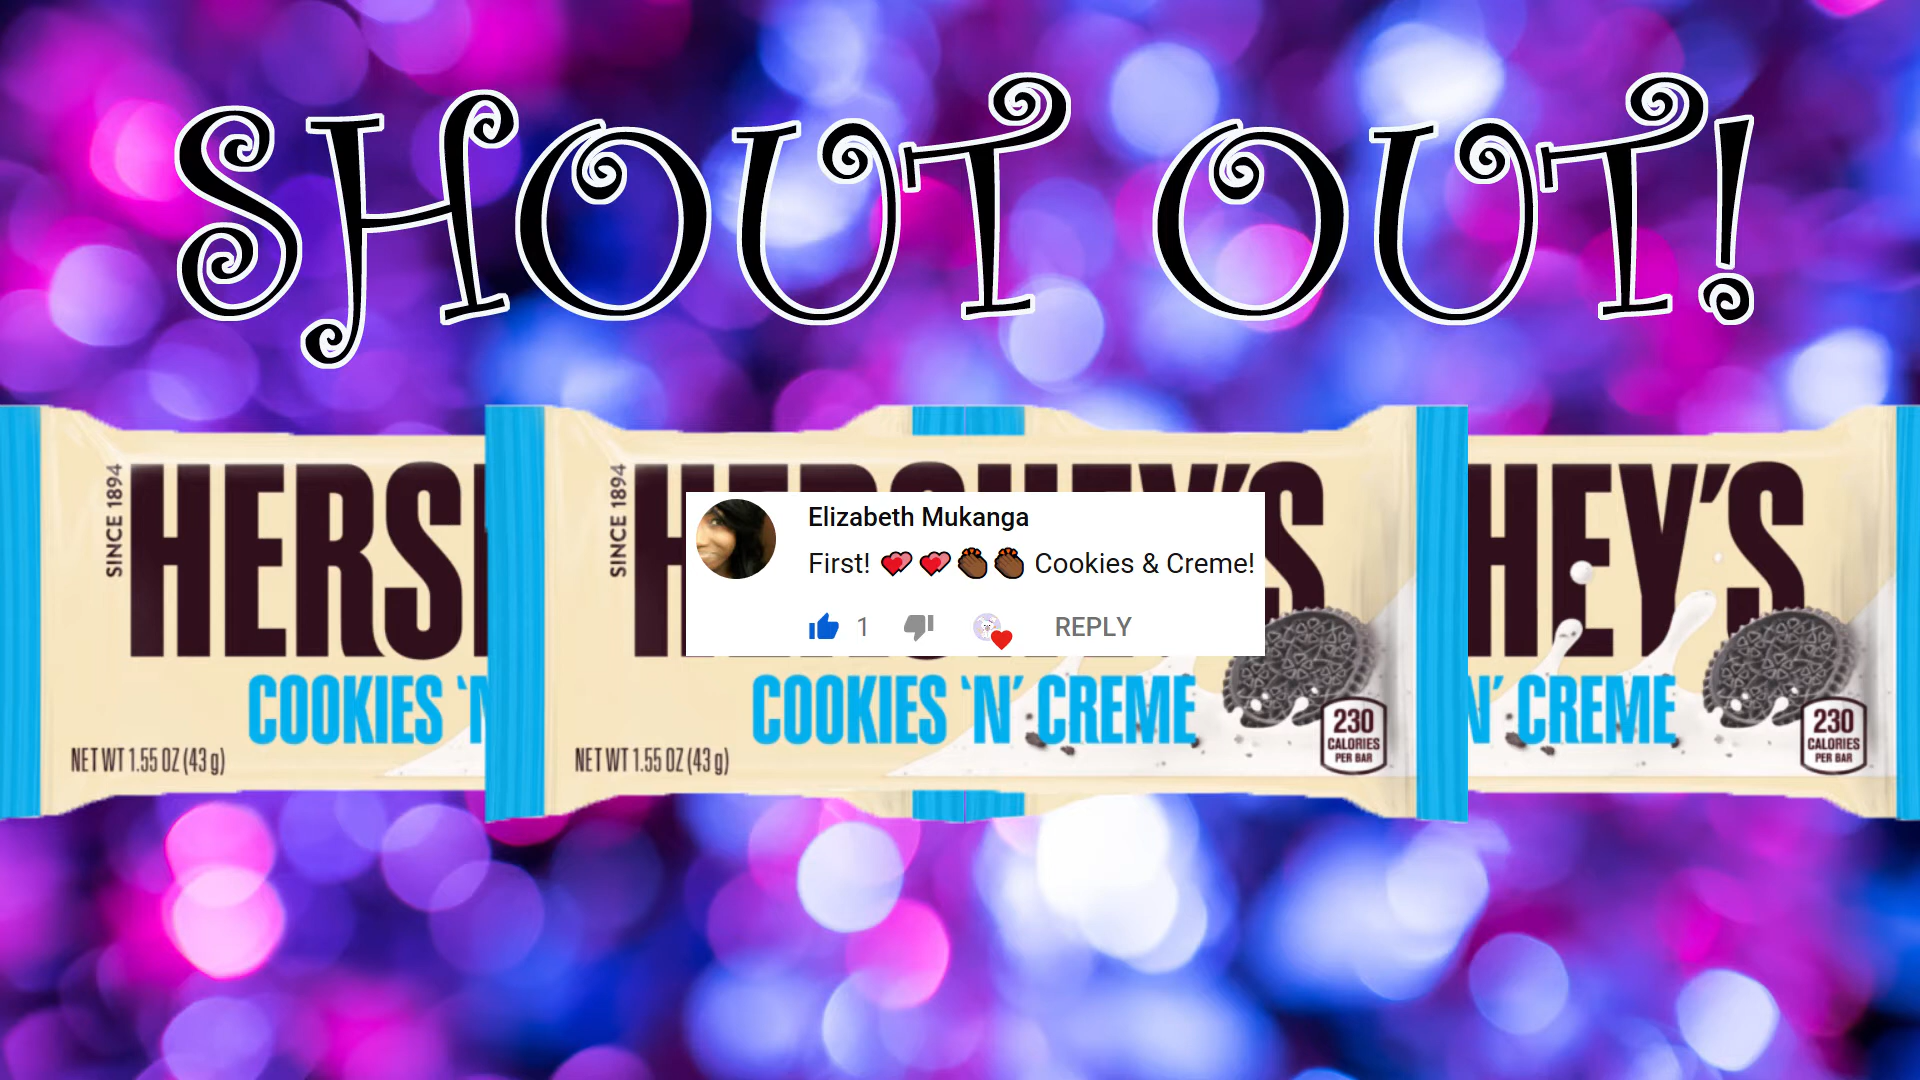 SHOUT OUT!
SINCE 1894
HERS
COOKIES 'N
NET WT 1.55 OZ (43 g)
SINCE 1894
HERSHEY'S
Elizabeth Mukanga
First! 💕💕👏🏾👏🏾 Cookies & Creme!
1
REPLY
COOKIES 'N' CREME
NET WT 1.55 OZ (43 g)
230
CALORIES
PER BAR
HEY'S
N' CREME
230
CALORIES
PER BAR